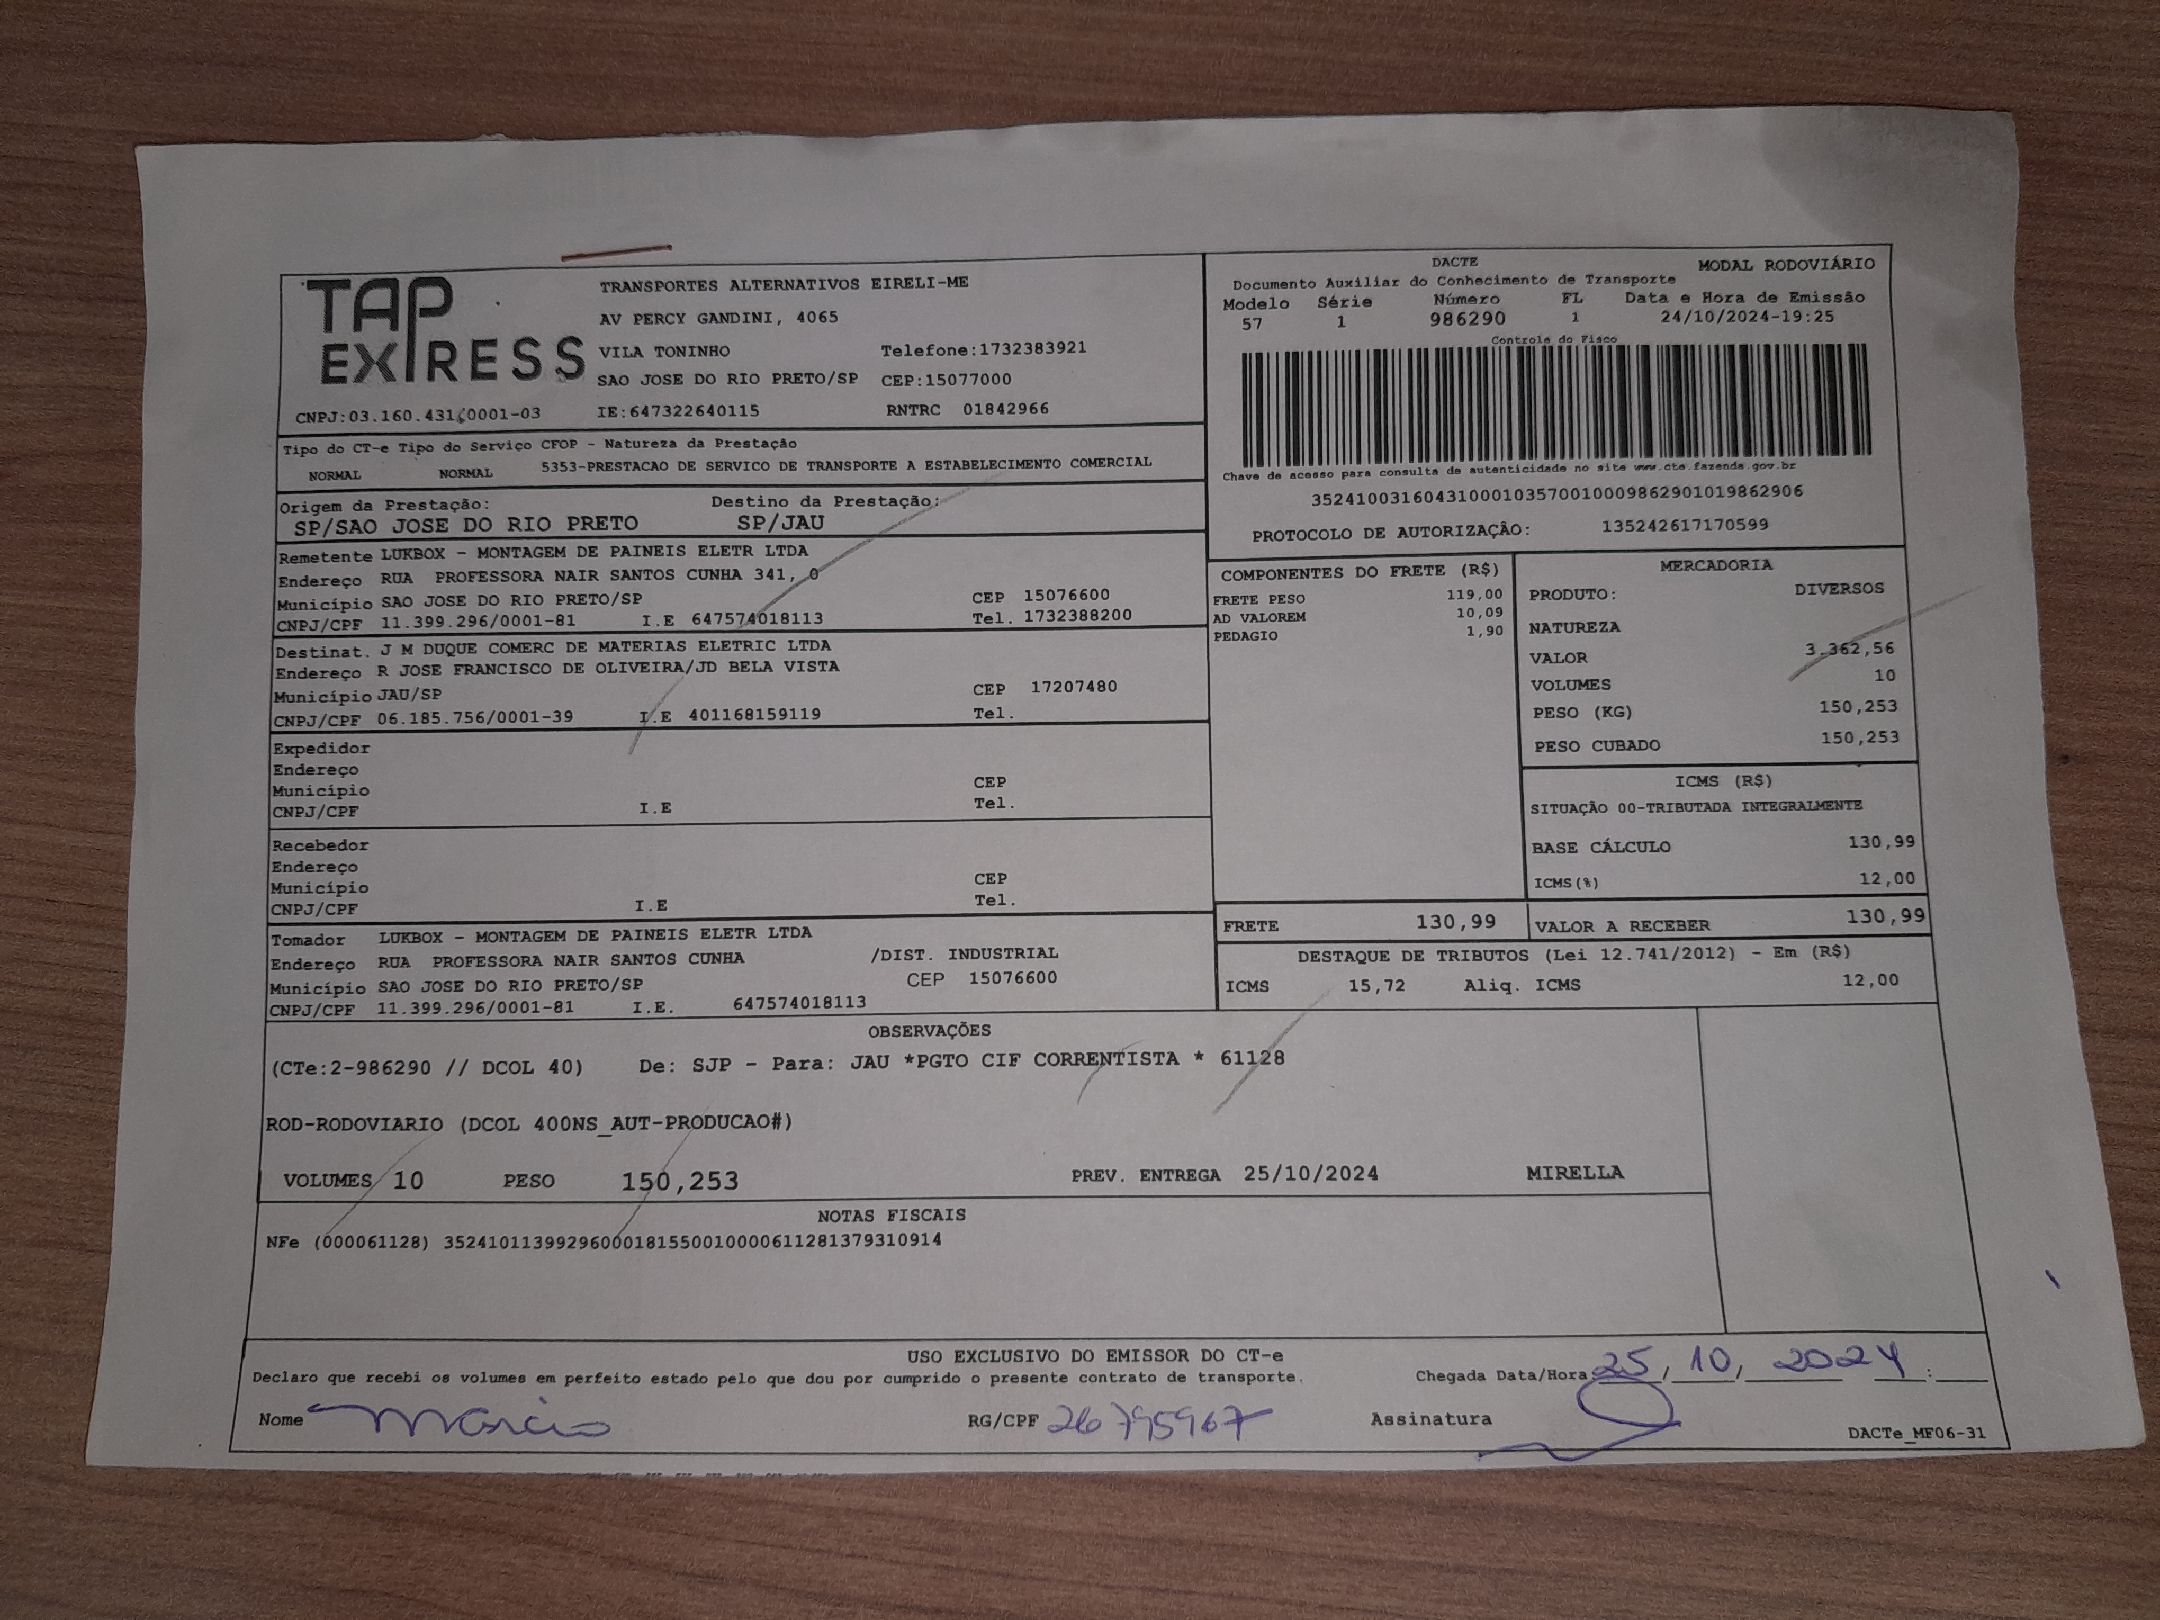 TAP EXPRESS
TRANSPORTES ALTERNATIVOS EIRELI-ME
AV PERCY GANDINI, 4065
VILA TONINHO Telefone:1732383921
SAO JOSE DO RIO PRETO/SP CEP:15077000
CNPJ:03.160.431/0001-03 IE:647322640115 RNTRC 01842966
DACTE MODAL RODOVIÁRIO
Documento Auxiliar do Conhecimento de Transporte
Modelo Série Número FL Data e Hora de Emissão
57 1 986290 1 24/10/2024-19:25
Controle do Fisco
Chave de acesso para consulta de autenticidade no site www.cte.fazenda.gov.br
35241003160431000103570010009862901019862906
PROTOCOLO DE AUTORIZAÇÃO: 135242617170599
Tipo do CT-e Tipo do Serviço CFOP - Natureza da Prestação
NORMAL NORMAL 5353-PRESTACAO DE SERVICO DE TRANSPORTE A ESTABELECIMENTO COMERCIAL
Origem da Prestação: Destino da Prestação:
SP/SAO JOSE DO RIO PRETO SP/JAU
Remetente LUKBOX - MONTAGEM DE PAINEIS ELETR LTDA
Endereço RUA PROFESSORA NAIR SANTOS CUNHA 341, 0
Município SAO JOSE DO RIO PRETO/SP CEP 15076600
CNPJ/CPF 11.399.296/0001-81 I.E 647574018113 Tel. 1732388200
Destinat. J M DUQUE COMERC DE MATERIAS ELETRIC LTDA
Endereço R JOSE FRANCISCO DE OLIVEIRA/JD BELA VISTA
Município JAU/SP CEP 17207480
CNPJ/CPF 06.185.756/0001-39 I.E 401168159119 Tel.
Expedidor
Endereço
Município CEP
CNPJ/CPF I.E Tel.
Recebedor
Endereço
Município CEP
CNPJ/CPF I.E Tel.
Tomador LUKBOX - MONTAGEM DE PAINEIS ELETR LTDA
Endereço RUA PROFESSORA NAIR SANTOS CUNHA /DIST. INDUSTRIAL
Município SAO JOSE DO RIO PRETO/SP CEP 15076600
CNPJ/CPF 11.399.296/0001-81 I.E. 647574018113
COMPONENTES DO FRETE (R$)
FRETE PESO 119,00
AD VALOREM 10,09
PEDAGIO 1,90
MERCADORIA
PRODUTO: DIVERSOS
NATUREZA
VALOR 3.362,56
VOLUMES 10
PESO (KG) 150,253
PESO CUBADO 150,253
ICMS (R$)
SITUAÇÃO 00-TRIBUTADA INTEGRALMENTE
BASE CÁLCULO 130,99
ICMS(%) 12,00
FRETE 130,99 VALOR A RECEBER 130,99
DESTAQUE DE TRIBUTOS (Lei 12.741/2012) - Em (R$)
ICMS 15,72 Aliq. ICMS 12,00
OBSERVAÇÕES
(CTe:2-986290 // DCOL 40) De: SJP - Para: JAU *PGTO CIF CORRENTISTA * 61128
ROD-RODOVIARIO (DCOL 400NS_AUT-PRODUCAO#)
VOLUMES 10 PESO 150,253 PREV. ENTREGA 25/10/2024 MIRELLA
NOTAS FISCAIS
NFe (000061128) 35241011399296000181550010000611281379310914
USO EXCLUSIVO DO EMISSOR DO CT-e
Declaro que recebi os volumes em perfeito estado pelo que dou por cumprido o presente contrato de transporte. Chegada Data/Hora 25/10/2024 :
Nome Marcio RG/CPF 26795967 Assinatura
DACTe_MF06-31